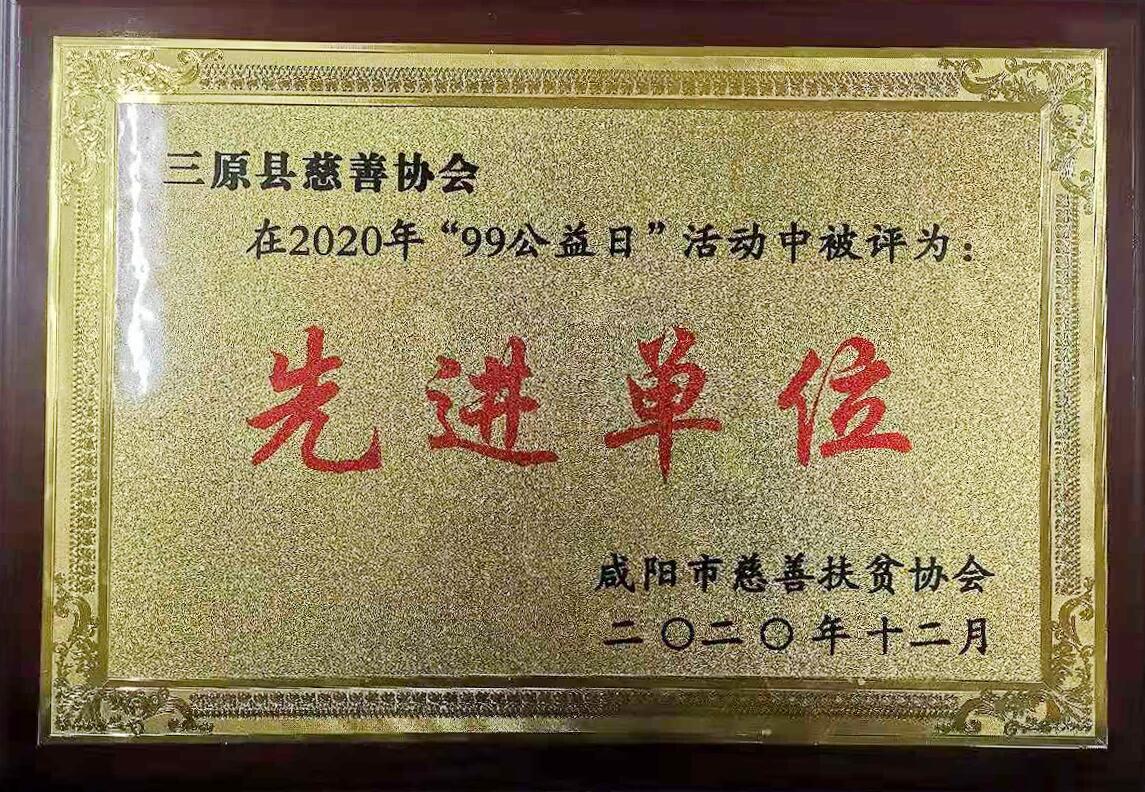 三原县慈善协会
在2020年“99公益日”活动中被评为：
先进单位
咸阳市慈善扶贫协会
二〇二〇年十二月